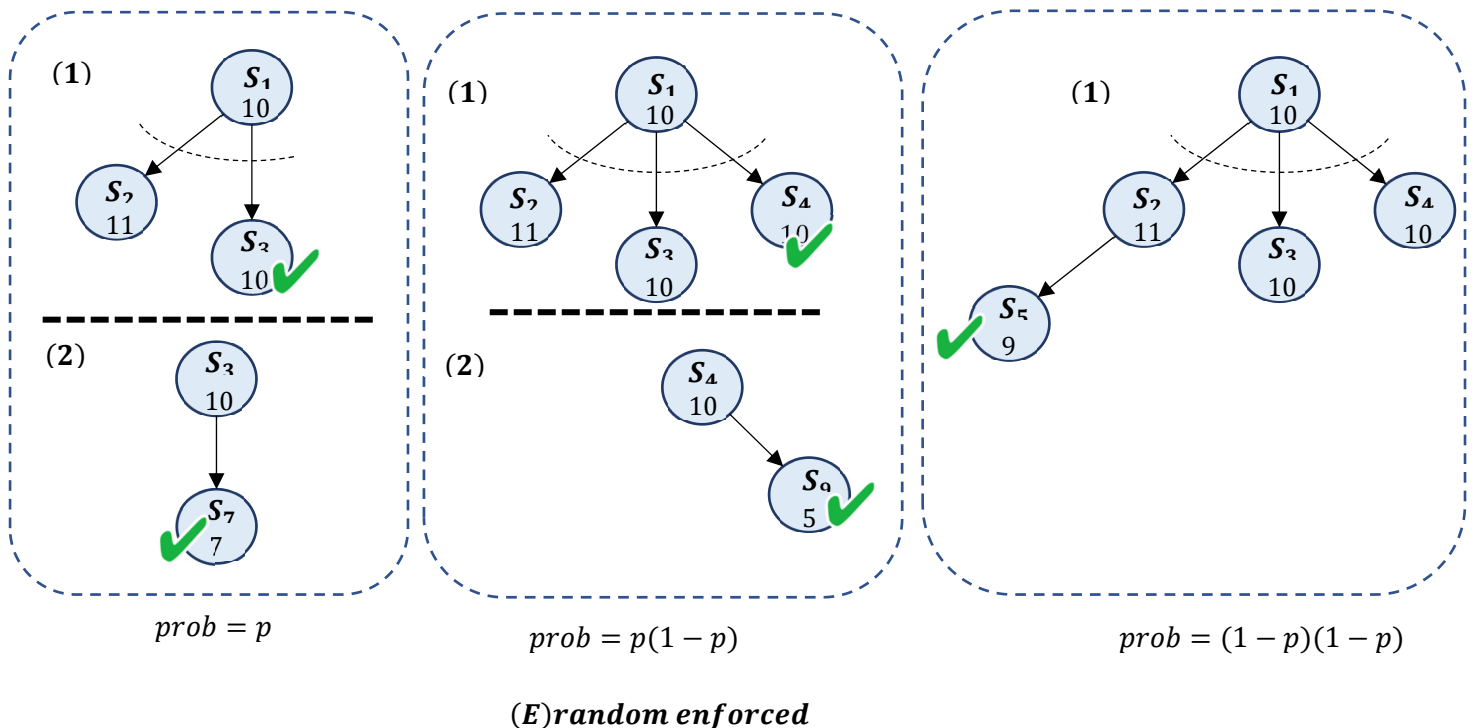 (1)
S1
10
S2
11
S3
10
(2)
S3
10
S7
7
prob = p
(1)
S1
10
S2
11
S3
10
S4
10
(2)
S4
10
S9
5
prob = p(1 − p)
(1)
S1
10
S2
11
S3
10
S4
10
S5
9
prob = (1 − p)(1 − p)
(E)random enforced